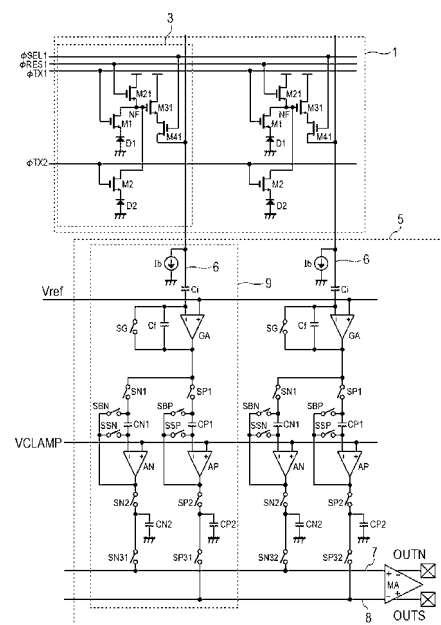 3
1
φSEL1
φRES1
φTX1
M21 M21
NF M31 NF M31
M1 M41 M1 M41
D1 D1
φTX2
M2 M2
D2 D2
5
Ib 6 9 Ib 6
Ci Ci
Vref
SG Cf GA SG Cf GA
SN1 SP1 SN1 SP1
SBN SBP SBN SBP
SSN CN1 SSP CP1 SSN CN1 SSP CP1
VCLAMP
AN AP AN AP
SN2 SP2 SN2 SP2
CN2 CP2 CN2 CP2
SN31 SP31 SN32 SP32
7 OUTN
MA
8 OUTS